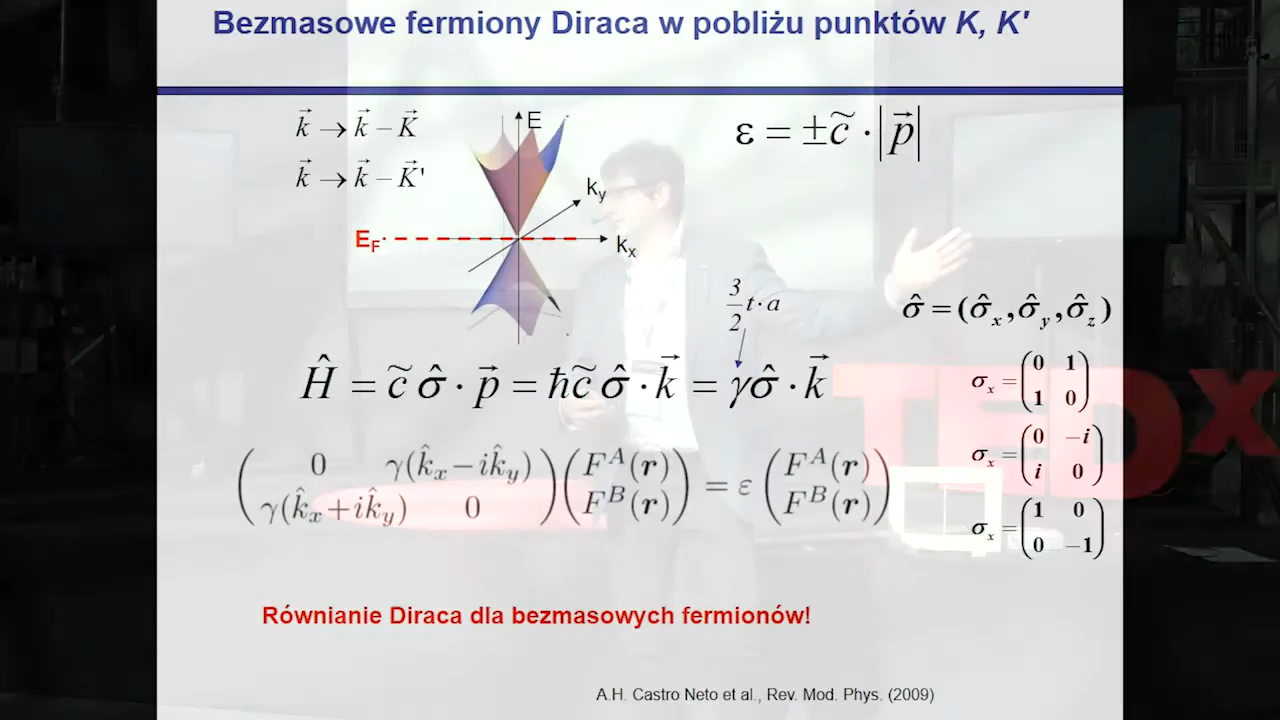 Bezmasowe fermiony Diraca w pobliżu punktów K, K'
k⃗ → k⃗ − K⃗
k⃗ → k⃗ − K⃗'
E
k_y
E_F
k_x
ε = ±c̃ · |p⃗|
3/2 t · a
σ̂ = (σ̂_x, σ̂_y, σ̂_z)
Ĥ = c̃ σ̂ · p⃗ = ħc̃ σ̂ · k⃗ = γσ̂ · k⃗
σ_x = (0 1
1 0)
σ_x = (0 −i
i 0)
σ_x = (1 0
0 −1)
(0 γ(k̂_x − ik̂_y)
γ(k̂_x + ik̂_y) 0) (F^A(r)
F^B(r)) = ε (F^A(r)
F^B(r))
TEDx
Równianie Diraca dla bezmasowych fermionów!
A.H. Castro Neto et al., Rev. Mod. Phys. (2009)